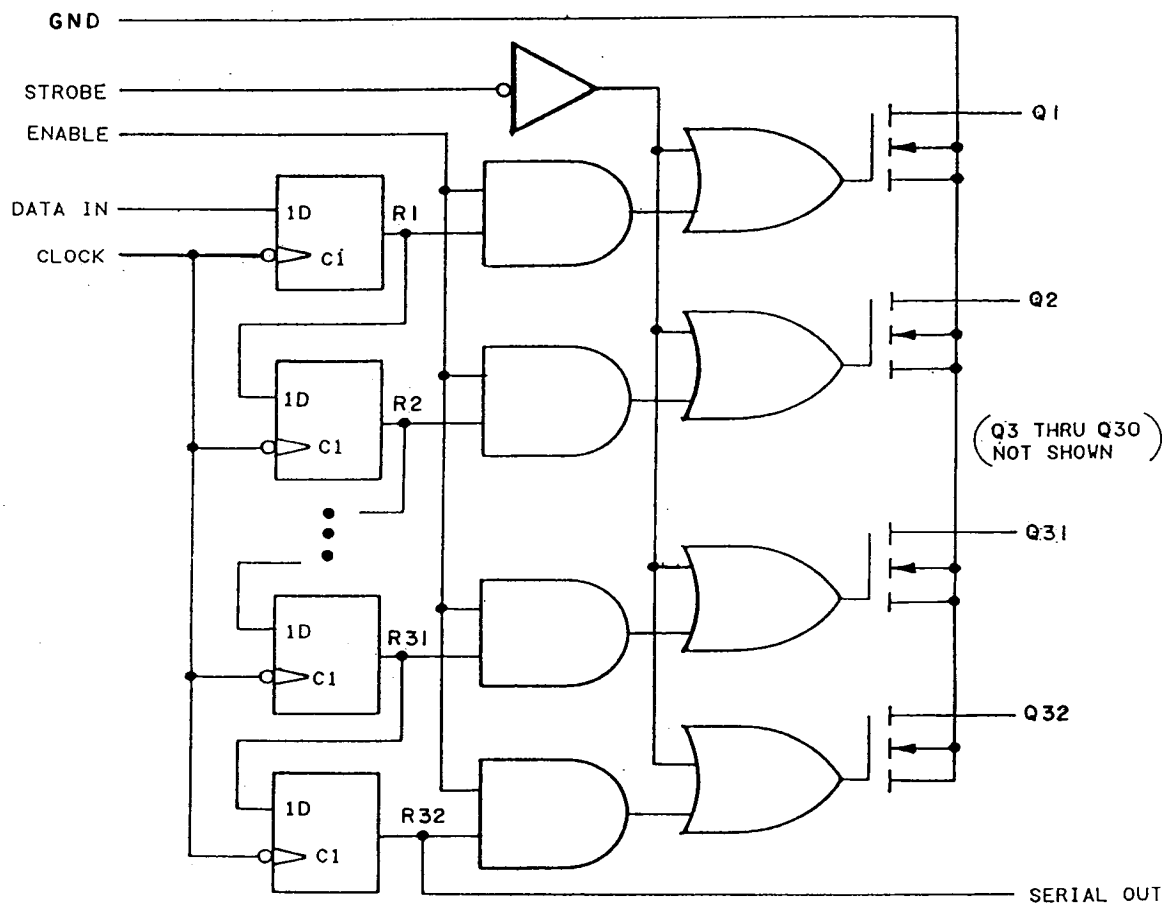 GND
STROBE
ENABLE
DATA IN
CLOCK
1D
C1
R1
Q1
1D
C1
R2
Q2
(Q3 THRU Q30
NOT SHOWN)
1D
C1
R31
Q31
1D
C1
R32
Q32
SERIAL OUT